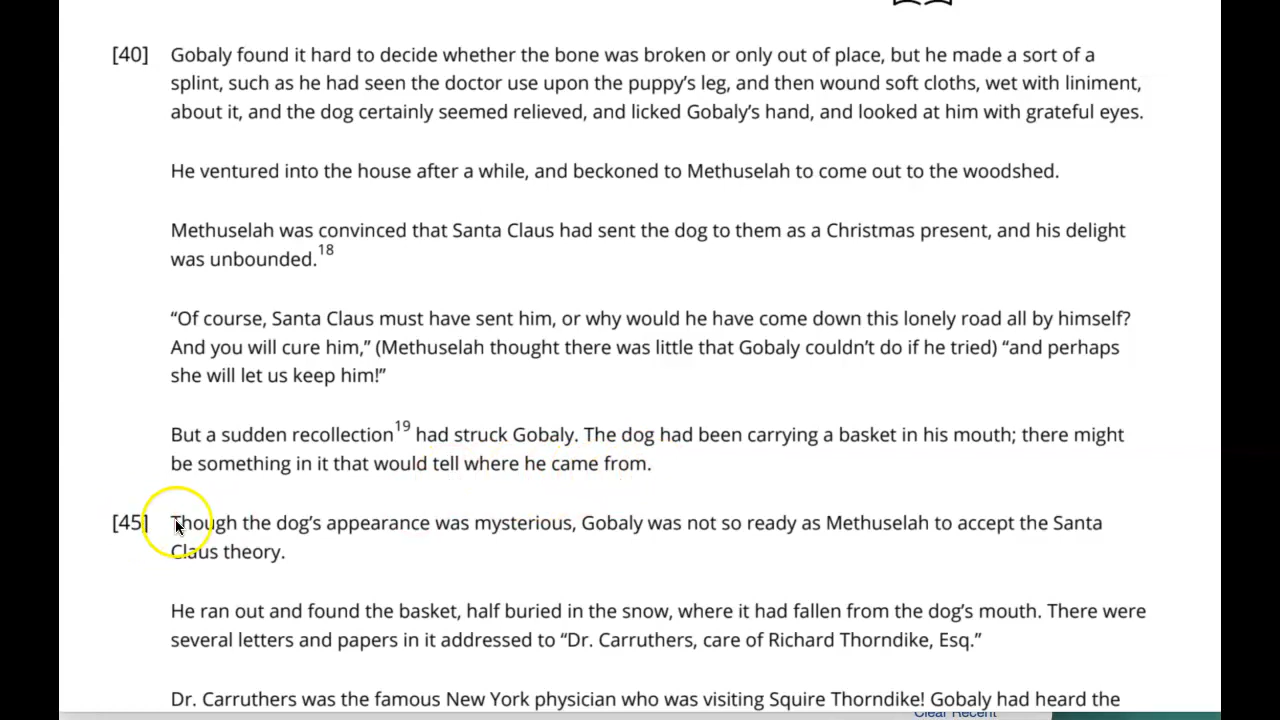 [40] Gobaly found it hard to decide whether the bone was broken or only out of place, but he made a sort of a
splint, such as he had seen the doctor use upon the puppy’s leg, and then wound soft cloths, wet with liniment,
about it, and the dog certainly seemed relieved, and licked Gobaly’s hand, and looked at him with grateful eyes.
He ventured into the house after a while, and beckoned to Methuselah to come out to the woodshed.
Methuselah was convinced that Santa Claus had sent the dog to them as a Christmas present, and his delight
was unbounded.18
“Of course, Santa Claus must have sent him, or why would he have come down this lonely road all by himself?
And you will cure him,” (Methuselah thought there was little that Gobaly couldn’t do if he tried) “and perhaps
she will let us keep him!”
But a sudden recollection19 had struck Gobaly. The dog had been carrying a basket in his mouth; there might
be something in it that would tell where he came from.
[45] Though the dog’s appearance was mysterious, Gobaly was not so ready as Methuselah to accept the Santa
Claus theory.
He ran out and found the basket, half buried in the snow, where it had fallen from the dog’s mouth. There were
several letters and papers in it addressed to “Dr. Carruthers, care of Richard Thorndike, Esq.”
Dr. Carruthers was the famous New York physician who was visiting Squire Thorndike! Gobaly had heard the
Clear Recent